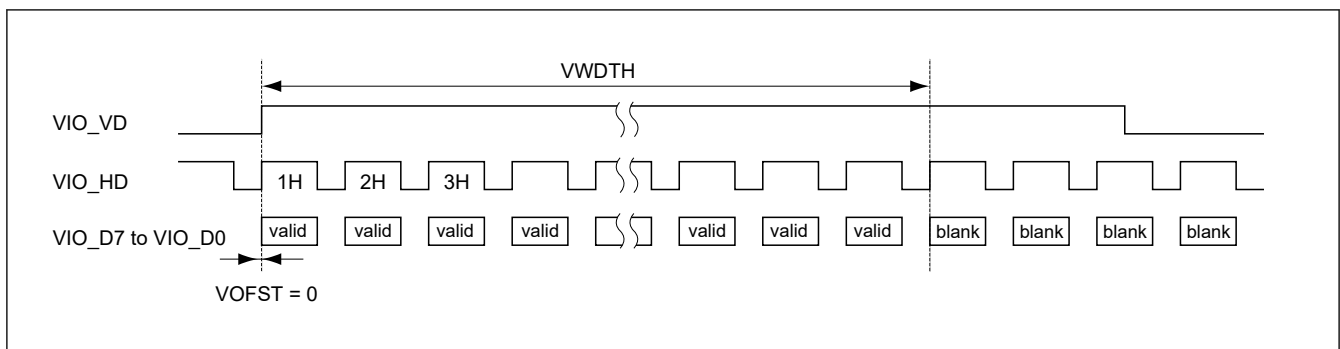 VWDTH
VIO_VD
VIO_HD 1H 2H 3H
VIO_D7 to VIO_D0 valid valid valid valid valid valid valid blank blank blank blank
VOFST = 0